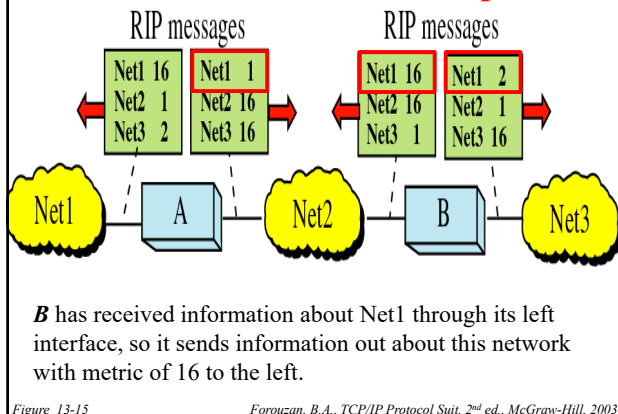 RIP messages
RIP messages
Net1 16
Net2 1
Net3 2
Net1 1
Net2 16
Net3 16
Net1 16
Net2 16
Net3 1
Net1 2
Net2 1
Net3 16
Net1
A
Net2
B
Net3
B has received information about Net1 through its left
interface, so it sends information out about this network
with metric of 16 to the left.
Figure 13-15
Forouzan, B.A., TCP/IP Protocol Suit, 2nd ed., McGraw-Hill, 2003